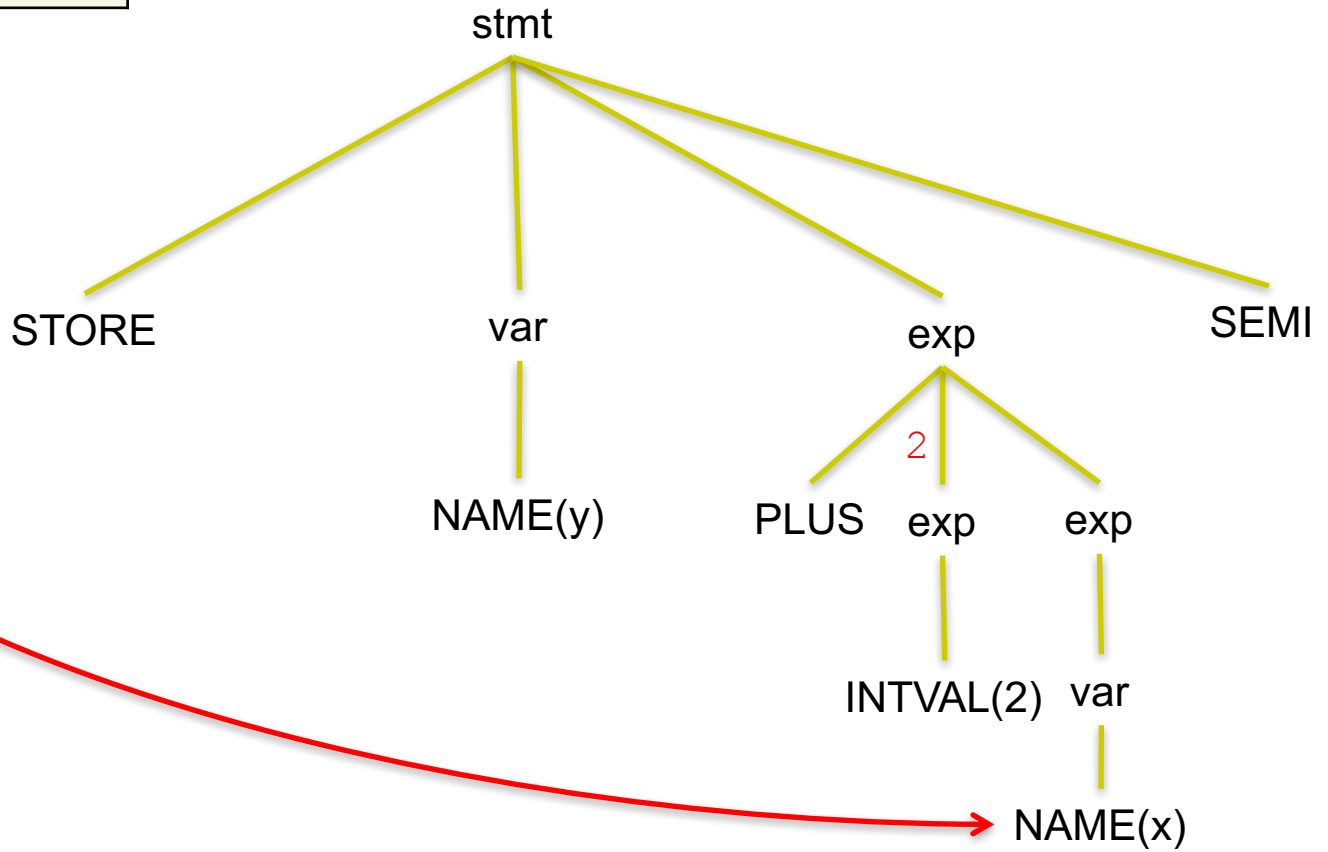 stmt
STORE
var
exp
SEMI
2
NAME(y)
PLUS
exp
exp
INTVAL(2)
var
NAME(x)